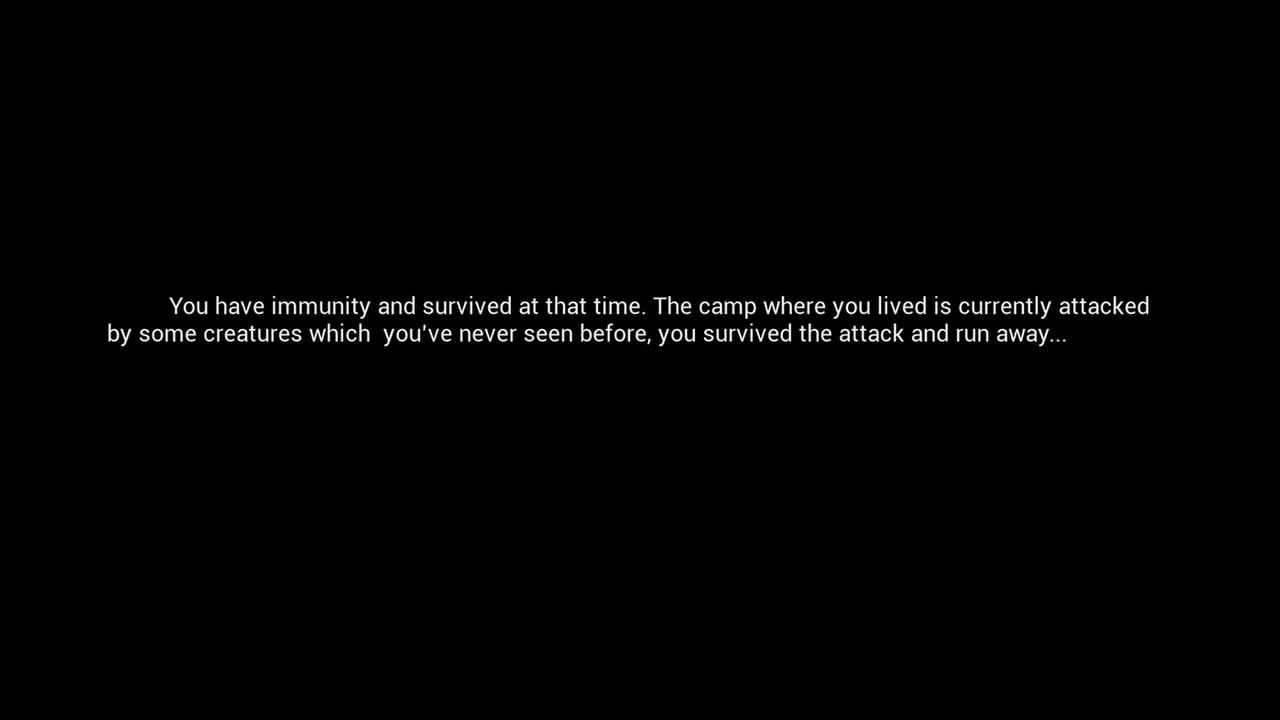 You have immunity and survived at that time. The camp where you lived is currently attacked
by some creatures which  you've never seen before, you survived the attack and run away...